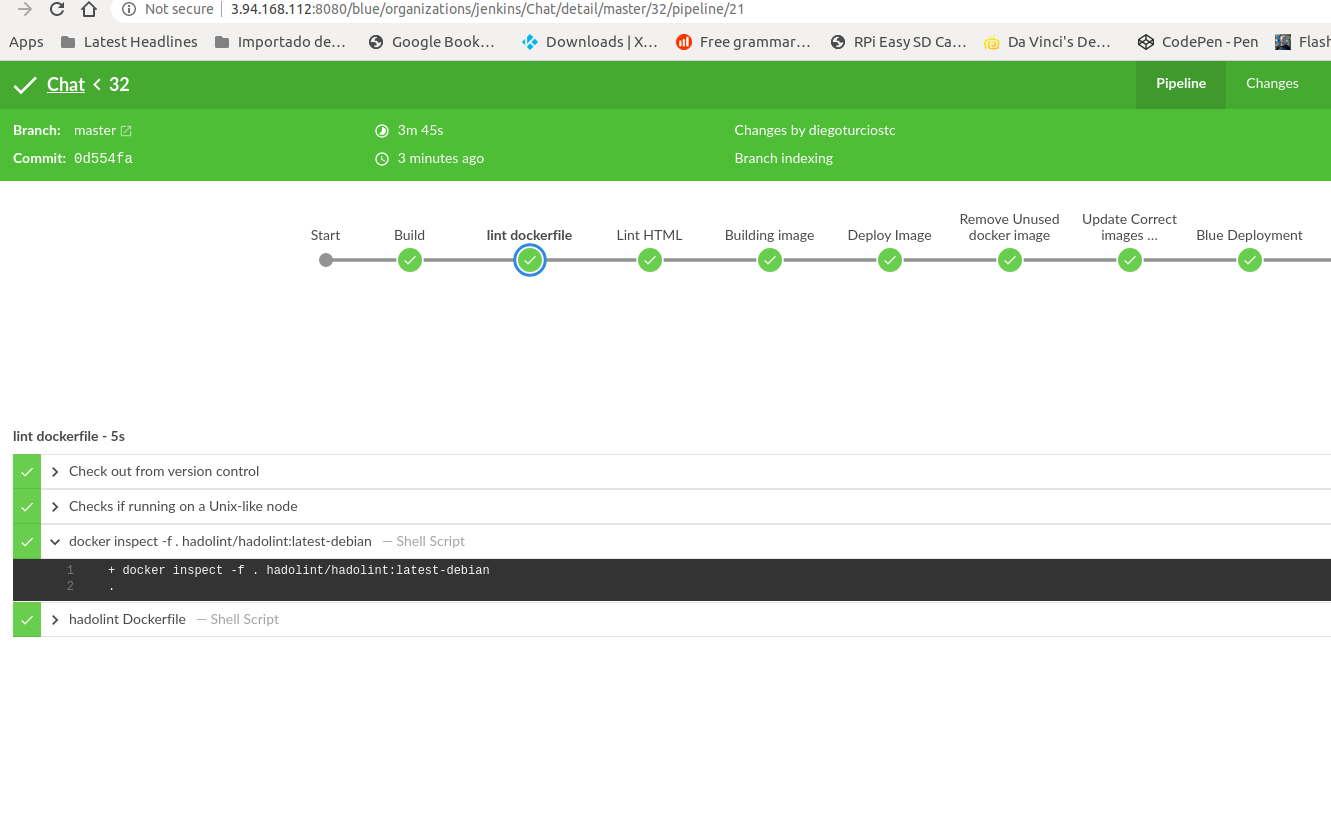 Not secure 3.94.168.112:8080/blue/organizations/jenkins/Chat/detail/master/32/pipeline/21
Apps Latest Headlines Importado de… Google Book… Downloads | X… Free grammar… RPi Easy SD Ca… Da Vinci's De… CodePen - Pen Flash
Chat < 32 Pipeline Changes
Branch: master 3m 45s Changes by diegoturciostc
Commit: 0d554fa 3 minutes ago Branch indexing
Start Build lint dockerfile Lint HTML Building image Deploy Image Remove Unused docker image Update Correct images ... Blue Deployment
lint dockerfile - 5s
Check out from version control
Checks if running on a Unix-like node
docker inspect -f . hadolint/hadolint:latest-debian — Shell Script
1 + docker inspect -f . hadolint/hadolint:latest-debian
2 .
hadolint Dockerfile — Shell Script